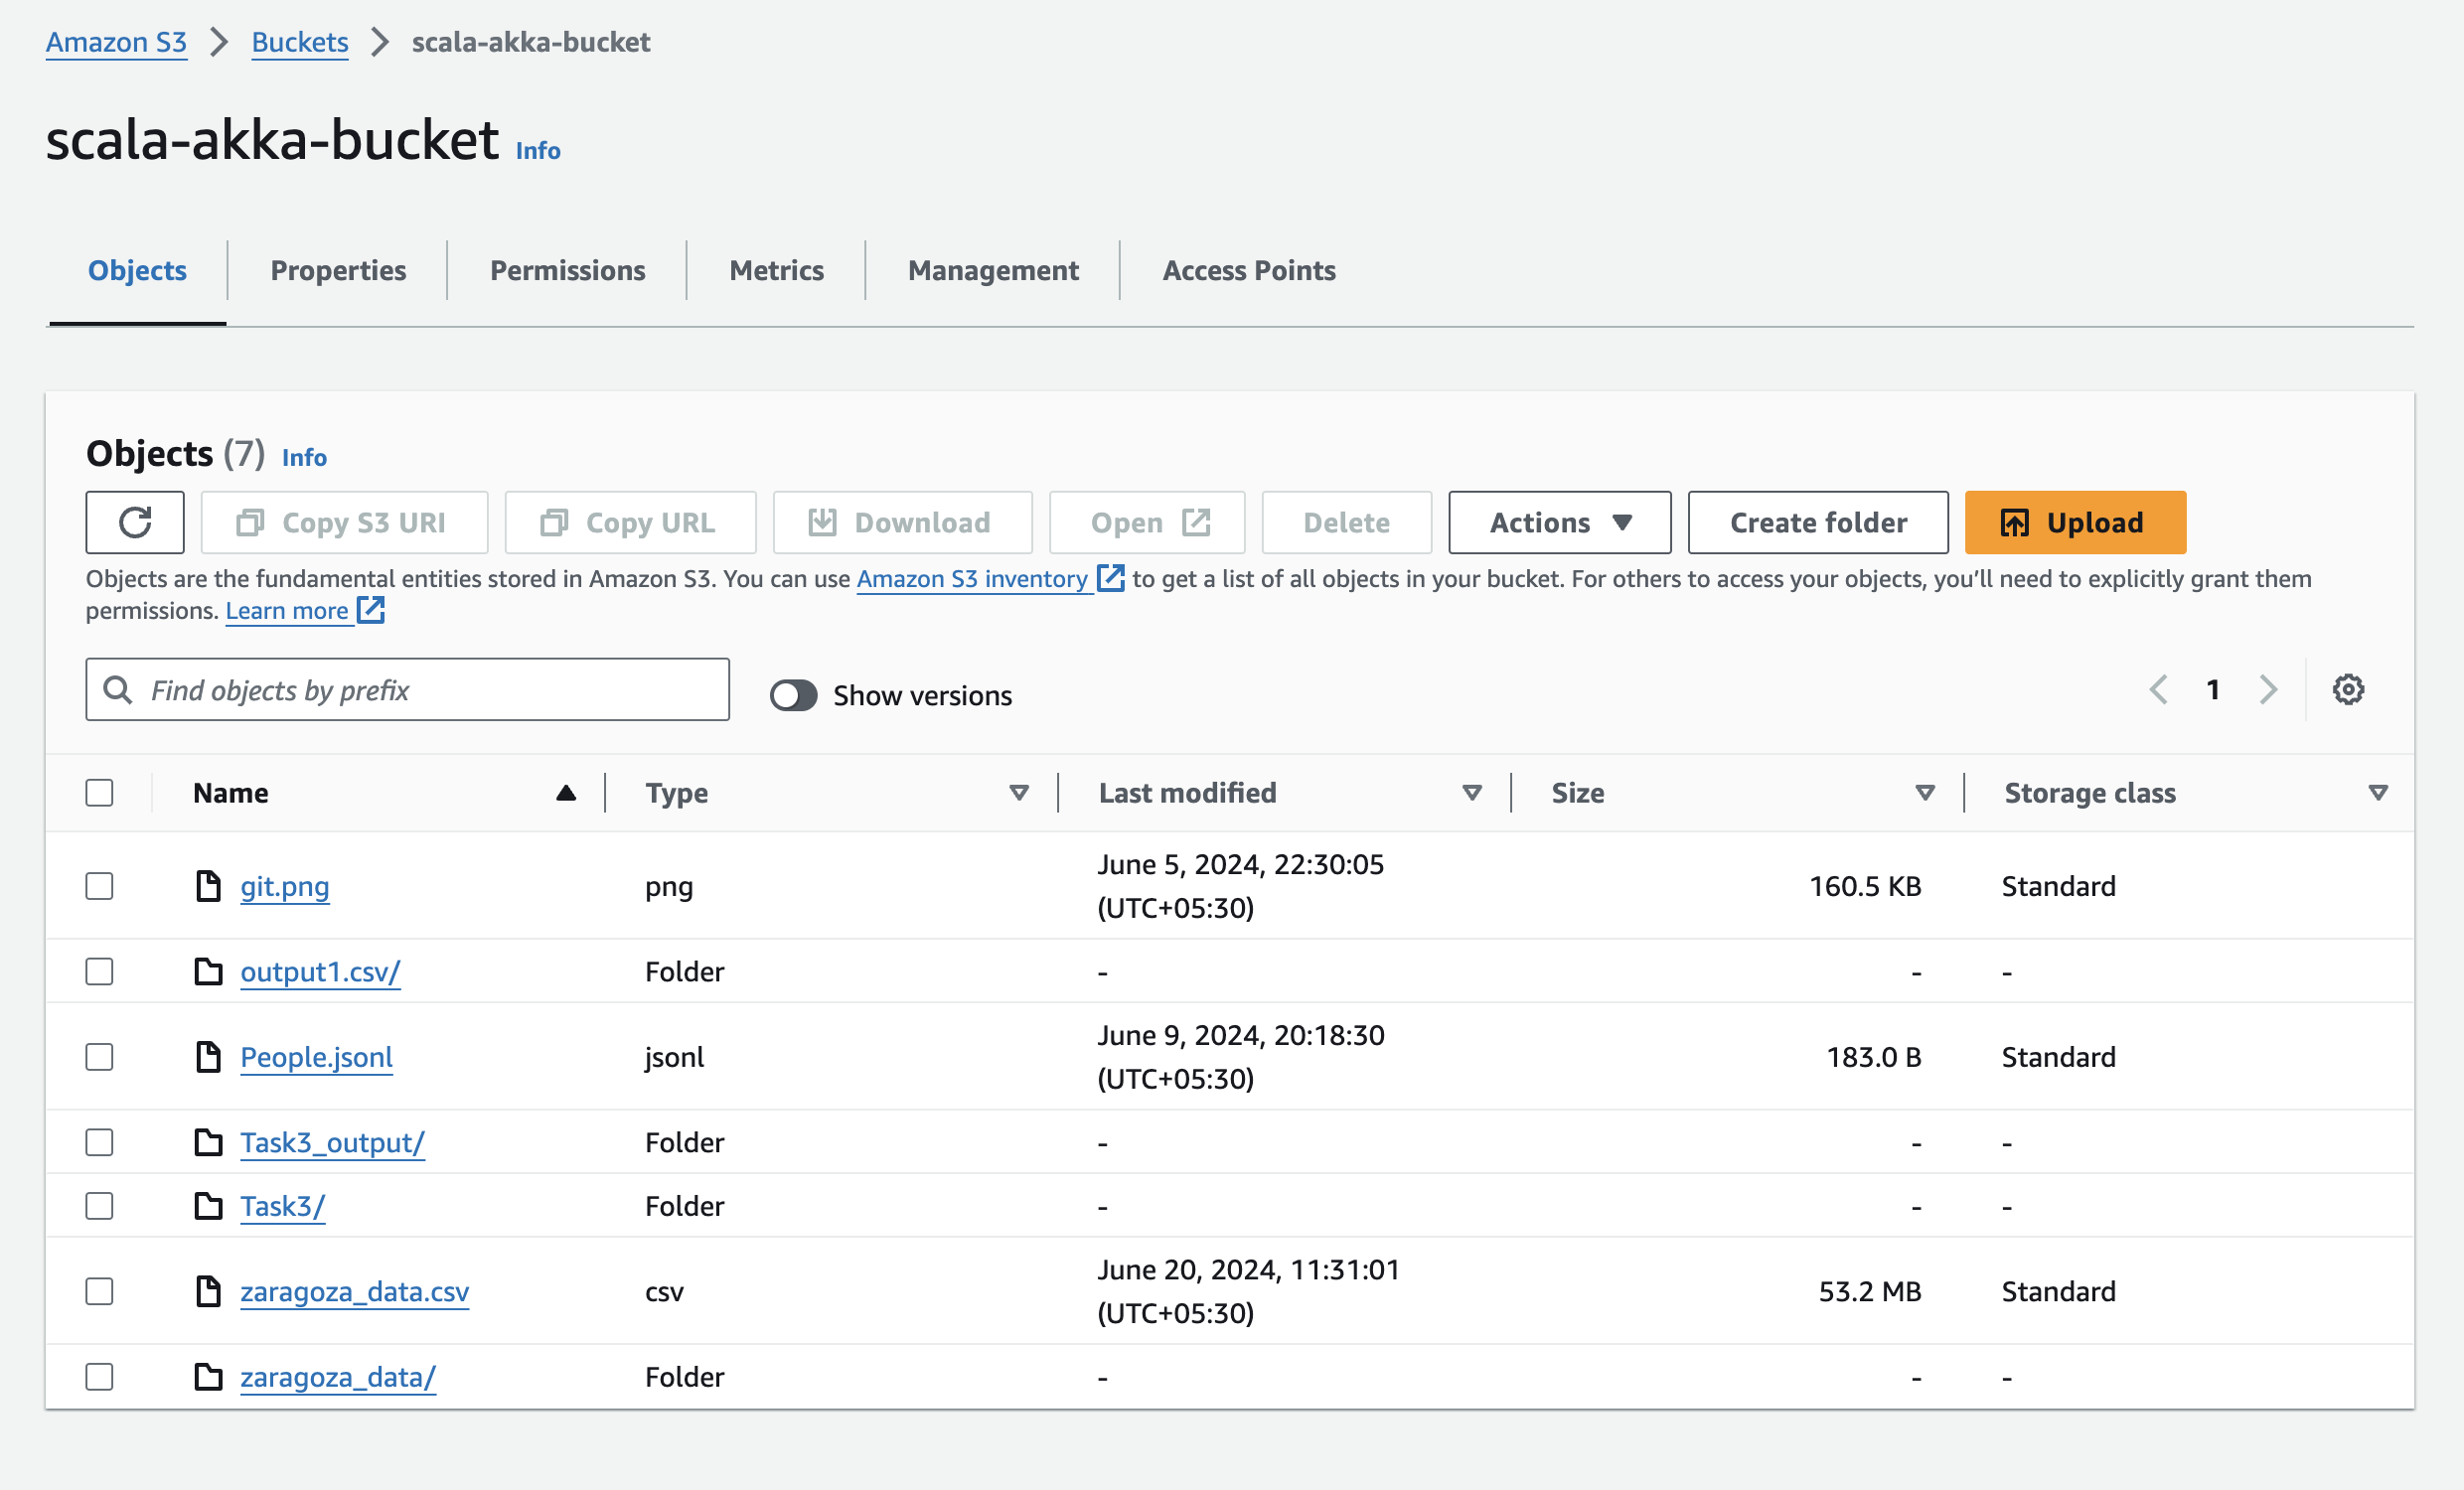 Amazon S3 > Buckets > scala-akka-bucket
scala-akka-bucket Info
Objects Properties Permissions Metrics Management Access Points
Objects (7) Info
Copy S3 URI Copy URL Download Open Delete Actions Create folder Upload
Objects are the fundamental entities stored in Amazon S3. You can use Amazon S3 inventory to get a list of all objects in your bucket. For others to access your objects, you’ll need to explicitly grant them
permissions. Learn more
Find objects by prefix Show versions 1
Name Type Last modified Size Storage class
git.png png June 5, 2024, 22:30:05 (UTC+05:30) 160.5 KB Standard
output1.csv/ Folder - - -
People.jsonl jsonl June 9, 2024, 20:18:30 (UTC+05:30) 183.0 B Standard
Task3_output/ Folder - - -
Task3/ Folder - - -
zaragoza_data.csv csv June 20, 2024, 11:31:01 (UTC+05:30) 53.2 MB Standard
zaragoza_data/ Folder - - -